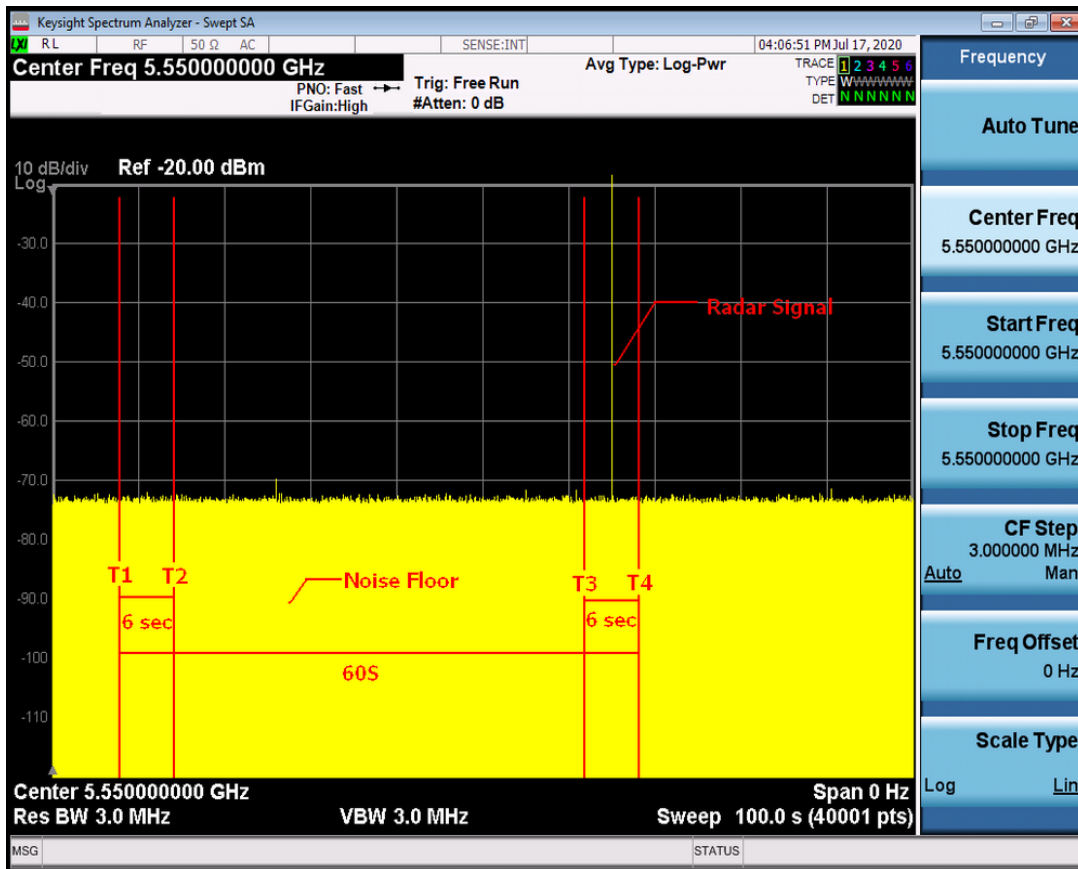 Keysight Spectrum Analyzer - Swept SA
LXI RL RF 50 Ω AC SENSE:INT 04:06:51 PM Jul 17, 2020
Center Freq 5.550000000 GHz
PNO: Fast
IFGain:High
Trig: Free Run
#Atten: 0 dB
Avg Type: Log-Pwr
TRACE 1 2 3 4 5 6
TYPE WWWWWW
DET N N N N N N
10 dB/div Ref -20.00 dBm
Log
-30.0
-40.0
-50.0
-60.0
-70.0
-80.0
-90.0
-100
-110
Radar Signal
T1 T2
Noise Floor
T3 T4
6 sec
6 sec
60S
Center 5.550000000 GHz Span 0 Hz
Res BW 3.0 MHz VBW 3.0 MHz Sweep 100.0 s (40001 pts)
MSG STATUS
Frequency
Auto Tune
Center Freq
5.550000000 GHz
Start Freq
5.550000000 GHz
Stop Freq
5.550000000 GHz
CF Step
3.000000 MHz
Auto Man
Freq Offset
0 Hz
Scale Type
Log Lin